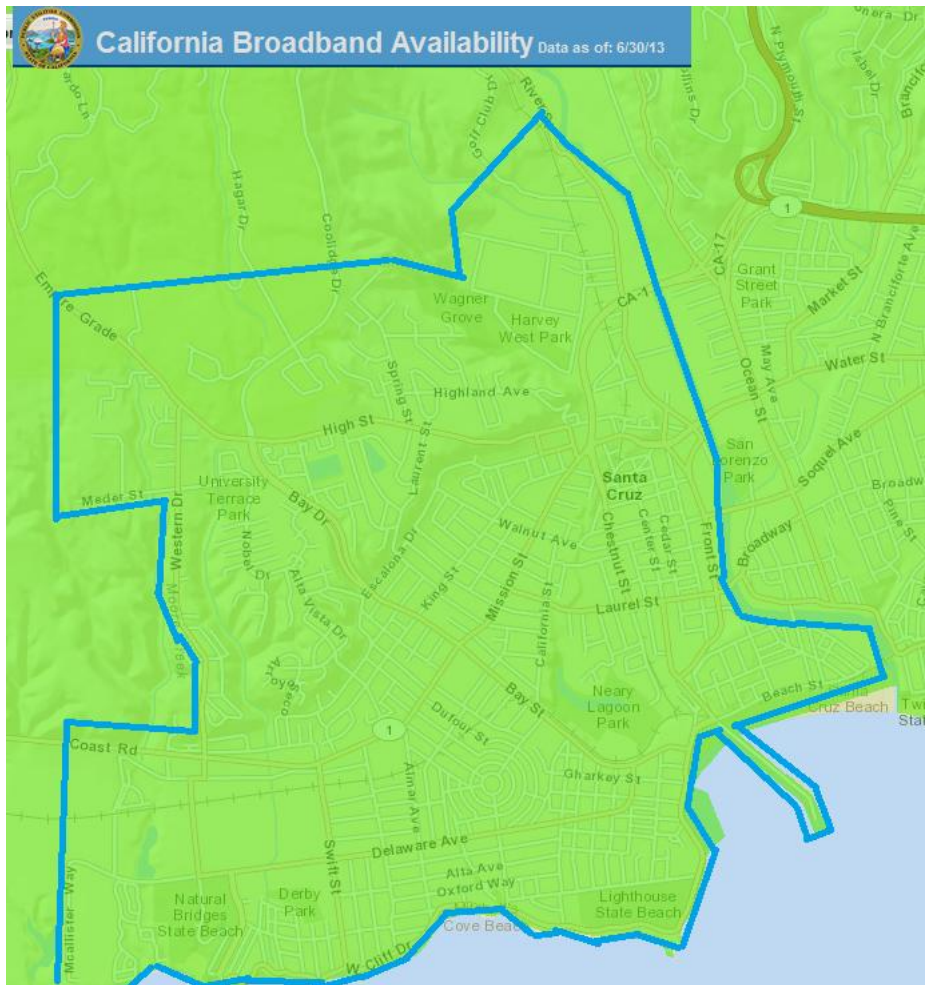 California Broadband Availability Data as of: 6/30/13
N Plymouth St
Isbel Dr
Golf Club Dr
Hagar Dr
1
CA-17
Grant
Street
Park
Market St
N Branciforte Ave
Empire Grade
CA-1
Wagner
Grove
Harvey
West Park
May Ave
Ocean St
Water St
Spring St
Highland Ave
High St
Laurent St
San
Lorenzo
Park
Soquel Ave
Meder St
University
Terrace
Park
Western Dr
Bay Dr
Santa
Cruz
Walnut Ave
Chestnut St
Center St
Cedar St
Front St
Broadway
Pine St
Nobel Dr
Escalona Dr
King St
Mission St
California St
Alta Vista Dr
Laurel St
Arroyo
Seco
Bay St
Neary
Lagoon
Park
Beach St
Cruz Beach
Dufour St
1
Coast Rd
Gharkey St
Almar Ave
Delaware Ave
Swift St
Alta Ave
Oxford Way
Cove Beach
Lighthouse
State Beach
Mcallister Way
Natural
Bridges
State Beach
Derby
Park
W Cliff Dr